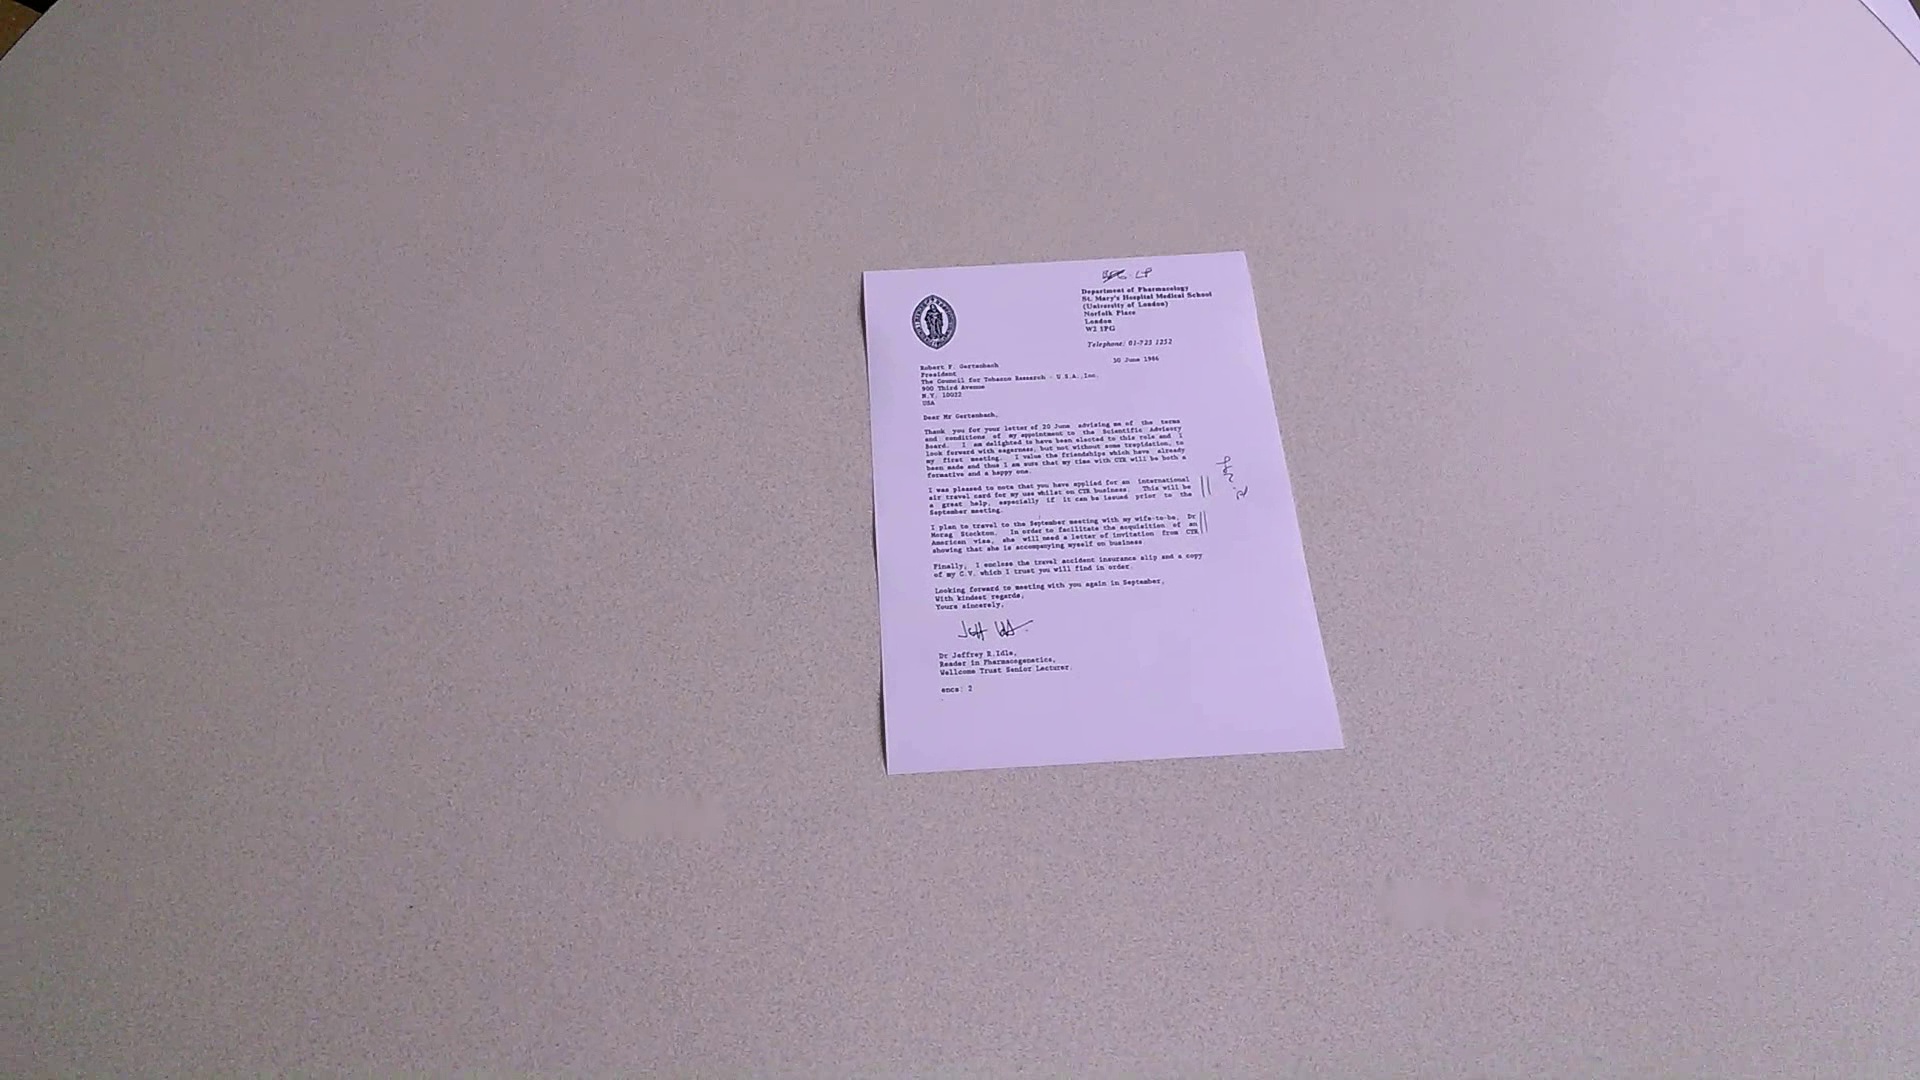 LP
Department of Pharmacology
St. Mary's Hospital Medical School
(University of London)
Norfolk Place
London
W2 1PG
Telephone: 01-723 1252
30 June 1986
Robert F. Gertenbach
President
The Council for Tobacco Research - U.S.A.,Inc.
900 Third Avenue
N.Y. 10022
USA
Dear Mr Gertenbach,
Thank you for your letter of 20 June advising me of the terms
and conditions of my appointment to the Scientific Advisory
Board. I am delighted to have been elected to this role and I
look forward with eagerness, but not without some trepidation, to
my first meeting. I value the friendships which have already
been made and thus I am sure that my time with CTR will be both a
formative and a happy one.
I was pleased to note that you have applied for an international
air travel card for my use whilst on CTR business. This will be
a great help, especially if it can be issued prior to the
September meeting.
I plan to travel to the September meeting with my wife-to-be, Dr
Morag Stockton. In order to facilitate the acquisition of an
American visa, she will need a letter of invitation from CTR
showing that she is accompanying myself on business.
Finally, I enclose the travel accident insurance slip and a copy
of my C.V. which I trust you will find in order.
Looking forward to meeting with you again in September,
With kindest regards,
Yours sincerely,
Dr Jeffrey R.Idle,
Reader in Pharmacogenetics,
Wellcome Trust Senior Lecturer.
encs: 2